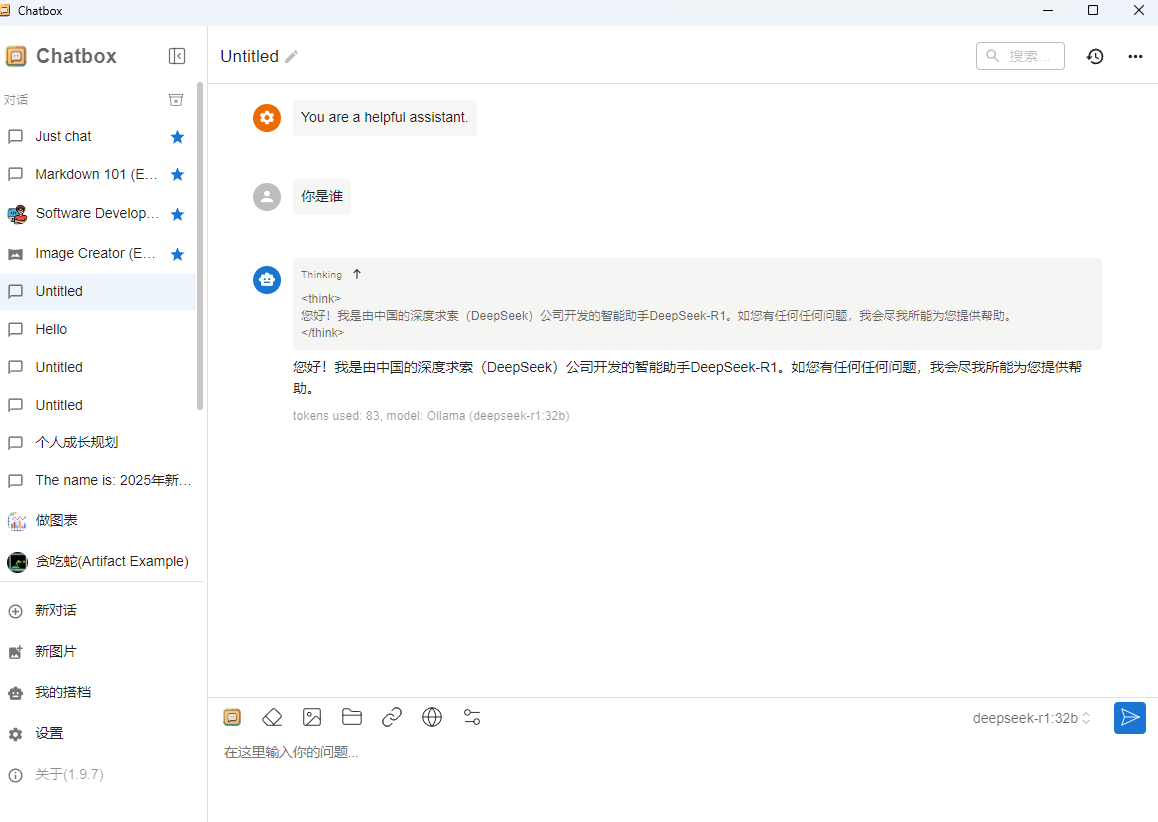 Chatbox
Chatbox
对话
Just chat
Markdown 101 (E...
Software Develop...
Image Creator (E...
Untitled
Hello
Untitled
Untitled
个人成长规划
The name is: 2025年新...
做图表
贪吃蛇(Artifact Example)
新对话
新图片
我的搭档
设置
关于(1.9.7)
Untitled
搜索...
You are a helpful assistant.
你是谁
Thinking
<think>
您好！我是由中国的深度求索（DeepSeek）公司开发的智能助手DeepSeek-R1。如您有任何任何问题，我会尽我所能为您提供帮助。
</think>
您好！我是由中国的深度求索（DeepSeek）公司开发的智能助手DeepSeek-R1。如您有任何任何问题，我会尽我所能为您提供帮
助。
tokens used: 83, model: Ollama (deepseek-r1:32b)
deepseek-r1:32b
在这里输入你的问题...